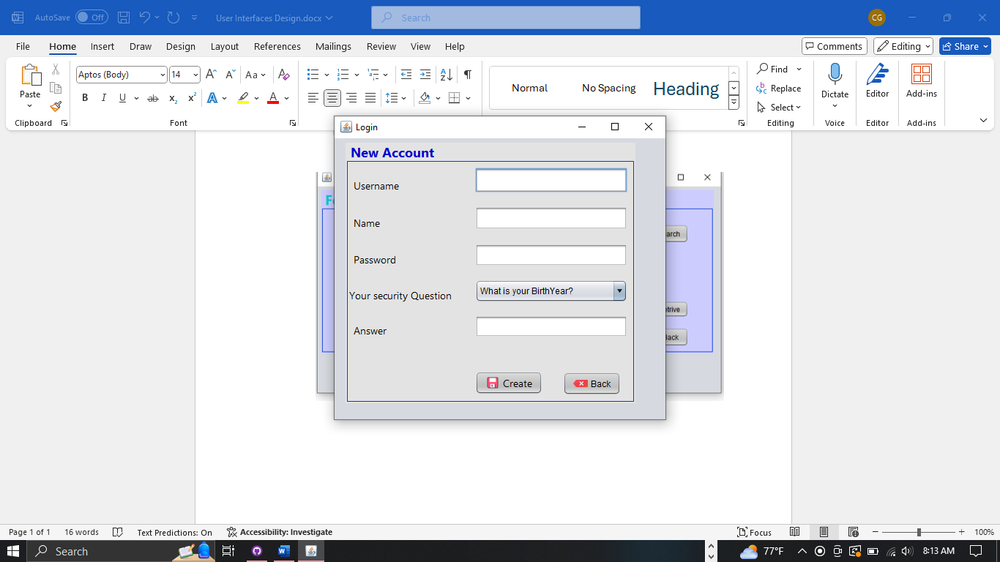 AutoSave Off User Interfaces Design.docx Search CG
File Home Insert Draw Design Layout References Mailings Review View Help Comments Editing Share
Paste
Clipboard
Aptos (Body) 14 A A Aa A
B I U ab x2 x2 A A
Font
A Z
Normal No Spacing Heading
Find
Replace
Select
Editing
Dictate
Voice
Editor
Editor
Add-ins
Add-ins
Login
New Account
Username
Name
Password
Your security Question What is your BirthYear?
Answer
Create Back
arch
trive
ack
Page 1 of 1 16 words Text Predictions: On Accessibility: Investigate Focus 100%
Search 77°F 8:13 AM